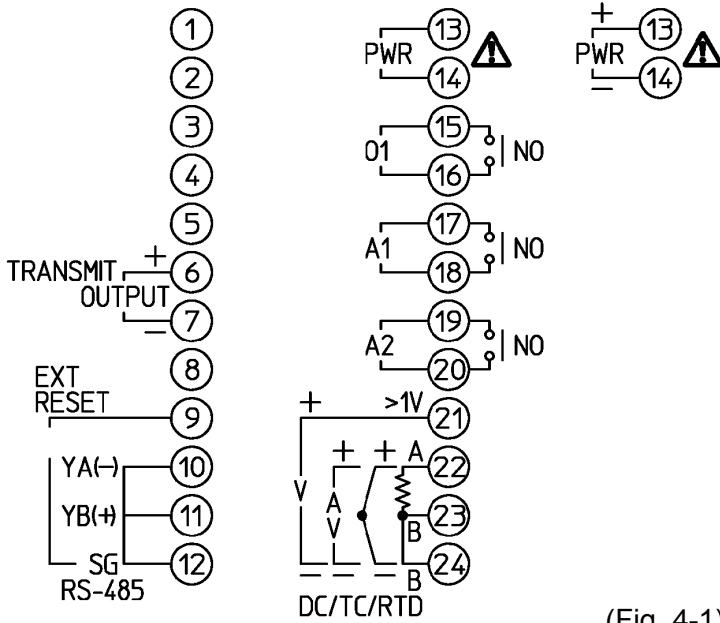 1
2
3
4
5
TRANSMIT + 6
OUTPUT
− 7
8
EXT
RESET
9
YA(−) 10
YB(+) 11
SG 12
RS-485
PWR 13
14
O1 15
16 NO
A1 17
18 NO
A2 19
20 NO
+ >1V 21
+ + A 22
V A
V
B 23
− − − B 24
DC/TC/RTD
+ 13
PWR
− 14
(Fig. 4-1)